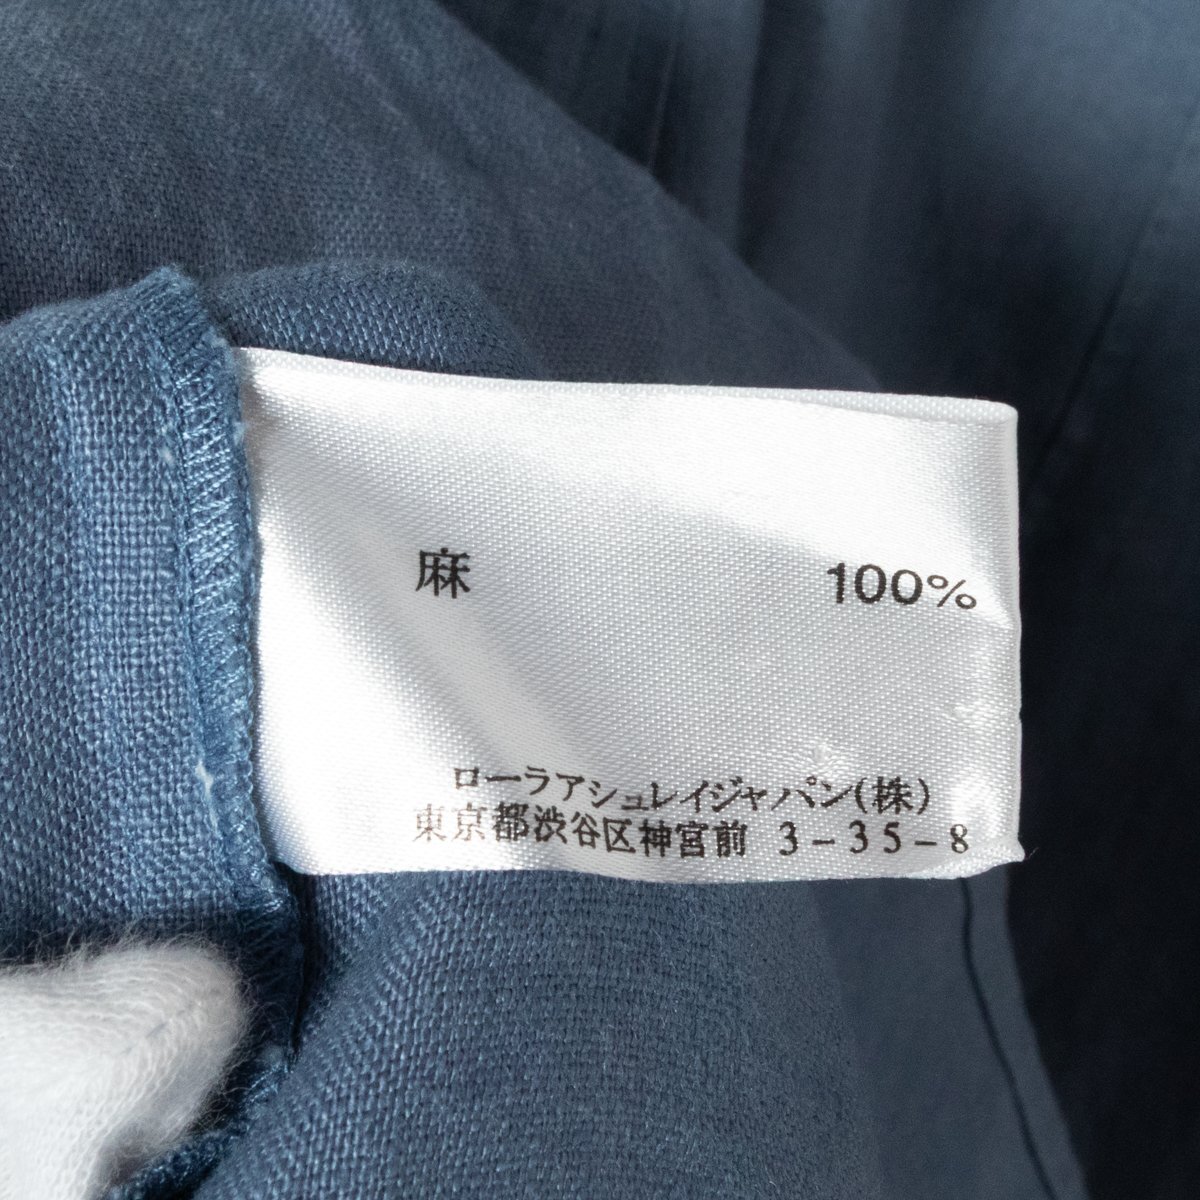 麻 100%
ローラアシュレイジャパン(株)
東京都渋谷区神宮前 3-35-8